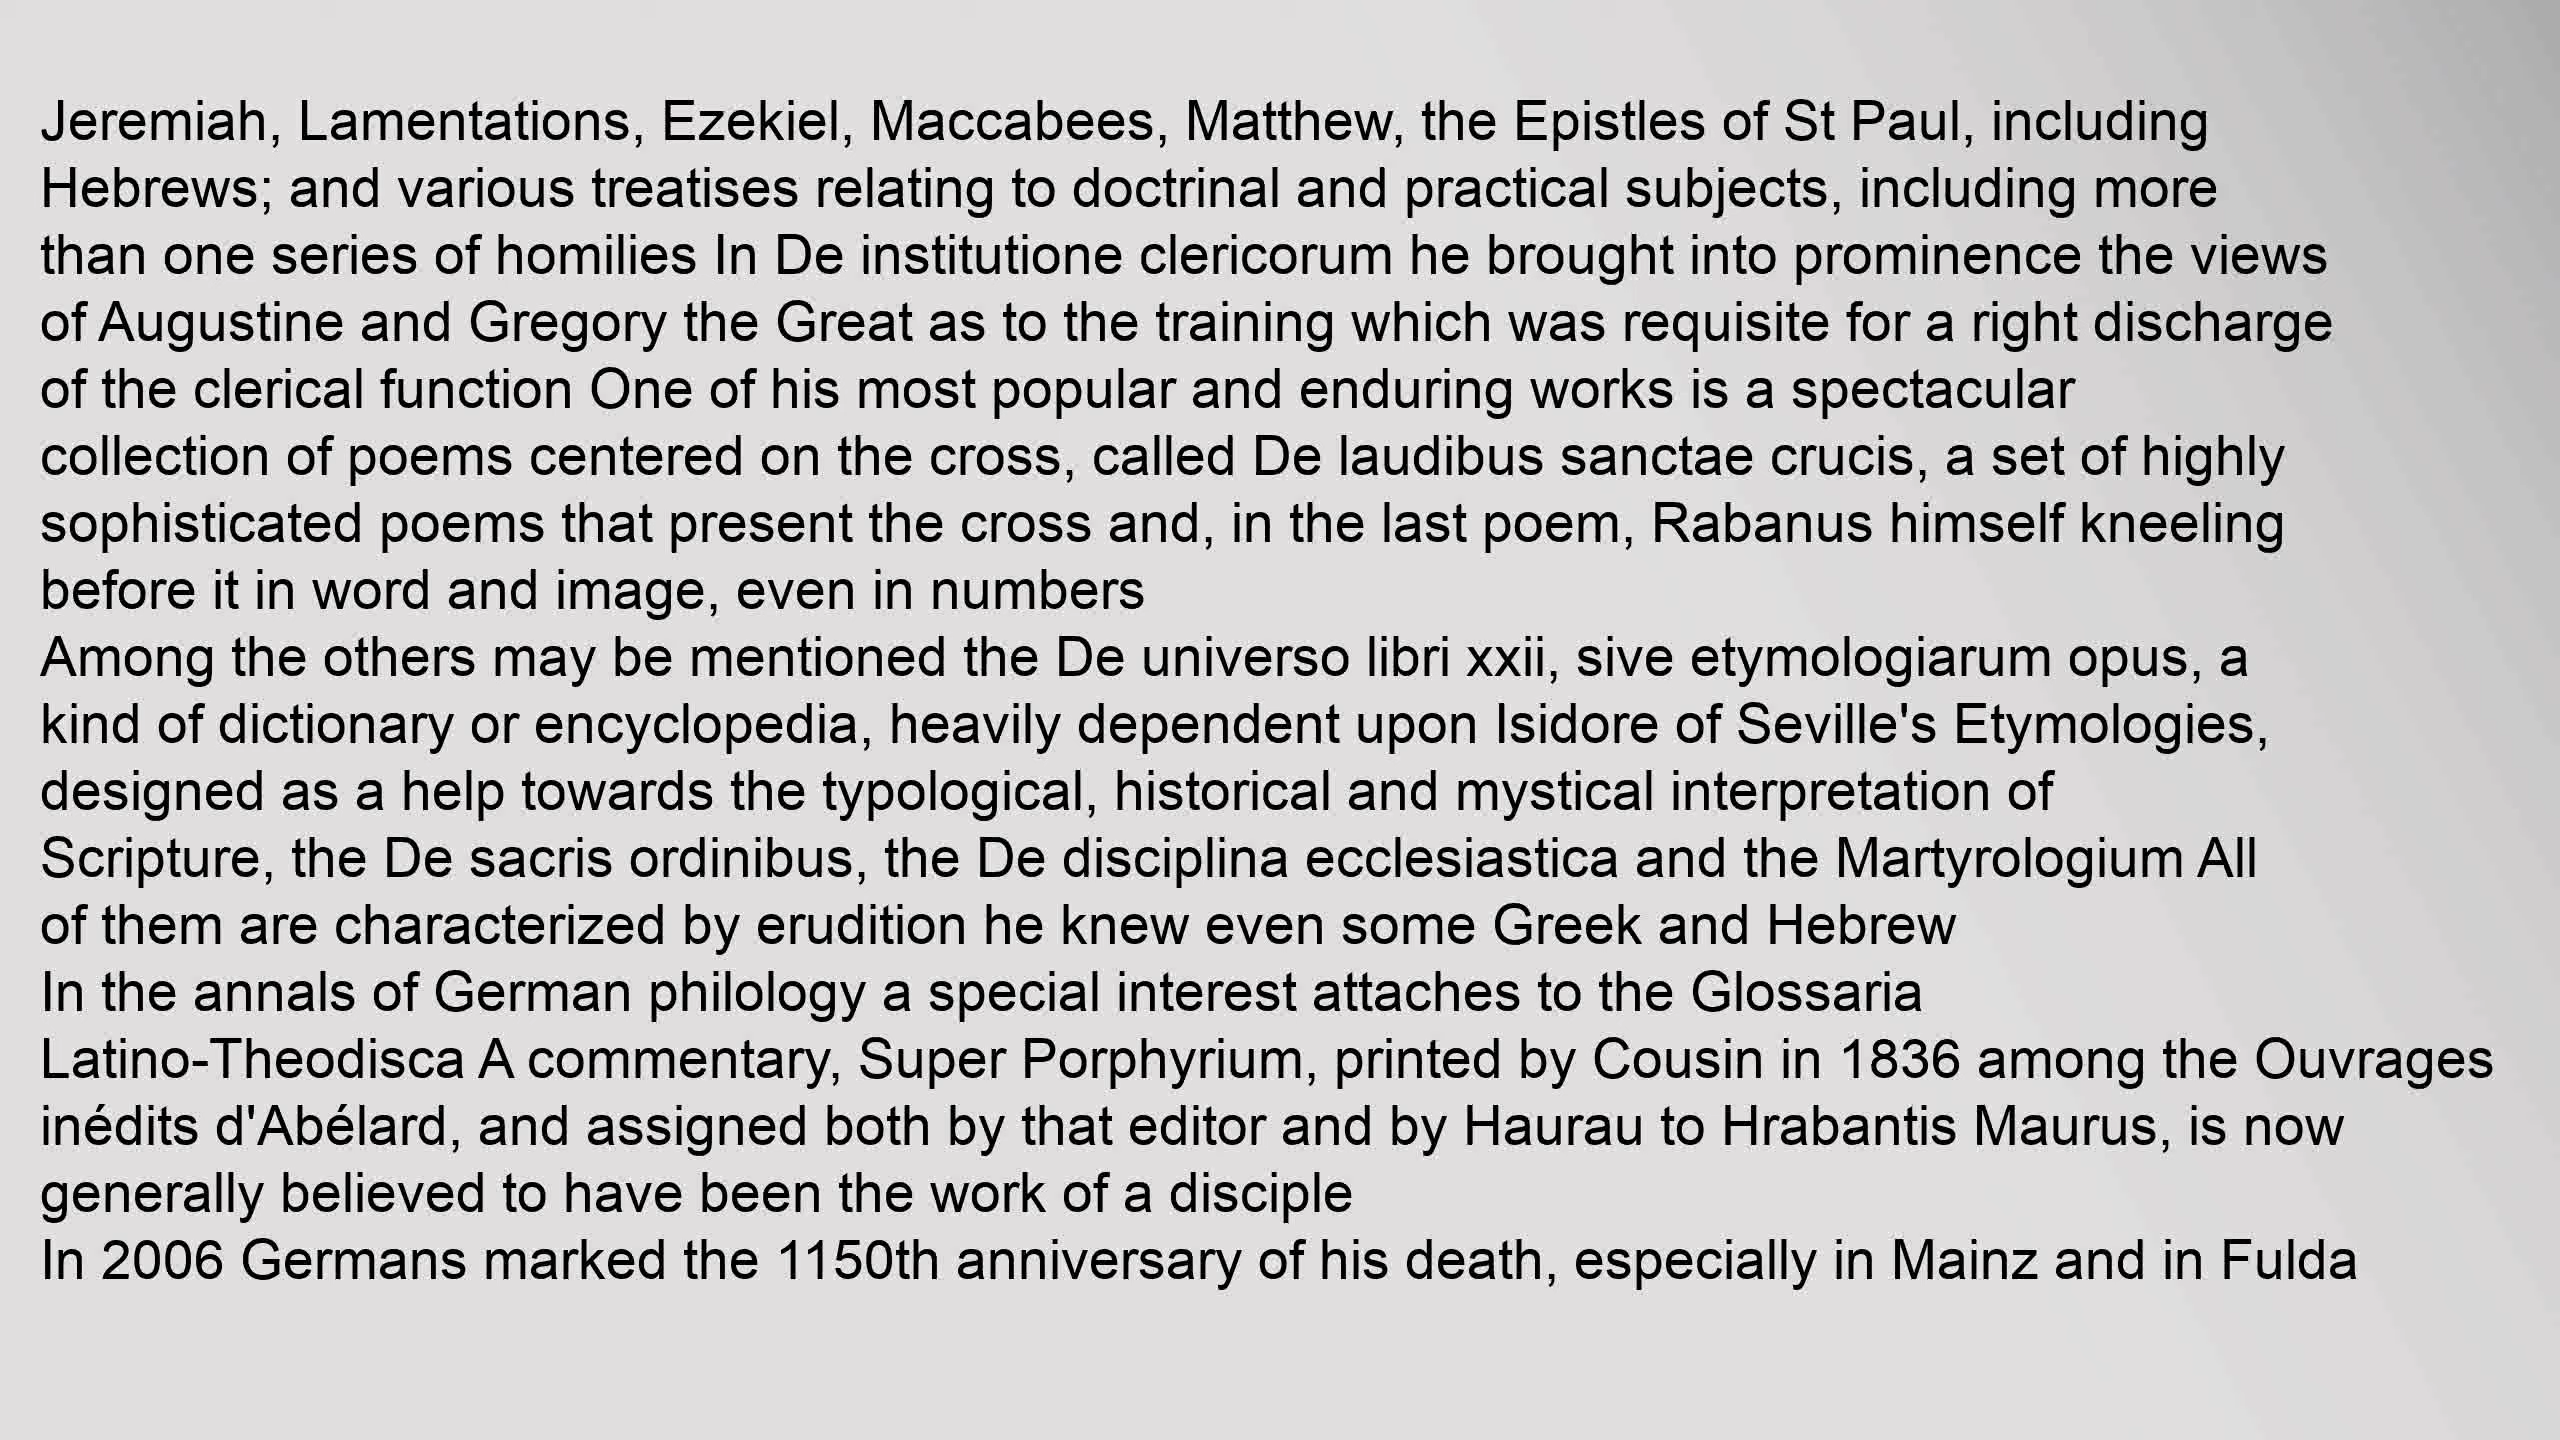 Jeremiah, Lamentations, Ezekiel, Maccabees, Matthew, the Epistles of St Paul, including
Hebrews; and various treatises relating to doctrinal and practical subjects, including more
than one series of homilies In De institutione clericorum he brought into prominence the views
of Augustine and Gregory the Great as to the training which was requisite for a right discharge
of the clerical function One of his most popular and enduring works is a spectacular
collection of poems centered on the cross, called De laudibus sanctae crucis, a set of highly
sophisticated poems that present the cross and, in the last poem, Rabanus himself kneeling
before it in word and image, even in numbers
Among the others may be mentioned the De universo libri xxii, sive etymologiarum opus, a
kind of dictionary or encyclopedia, heavily dependent upon Isidore of Seville's Etymologies,
designed as a help towards the typological, historical and mystical interpretation of
Scripture, the De sacris ordinibus, the De disciplina ecclesiastica and the Martyrologium All
of them are characterized by erudition he knew even some Greek and Hebrew
In the annals of German philology a special interest attaches to the Glossaria
Latino-Theodisca A commentary, Super Porphyrium, printed by Cousin in 1836 among the Ouvrages
inédits d'Abélard, and assigned both by that editor and by Haurau to Hrabantis Maurus, is now
generally believed to have been the work of a disciple
In 2006 Germans marked the 1150th anniversary of his death, especially in Mainz and in Fulda